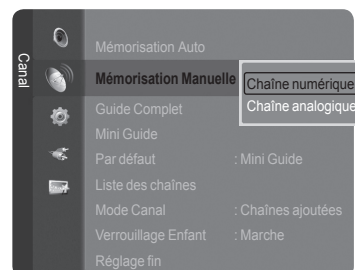 Canal
Mémorisation Auto
Mémorisation Manuelle
Chaîne numérique
Chaîne analogique
Guide Complet
Mini Guide
Par défaut : Mini Guide
Liste des chaînes
Mode Canal : Chaînes ajoutées
Verrouillage Enfant : Marche
Réglage fin